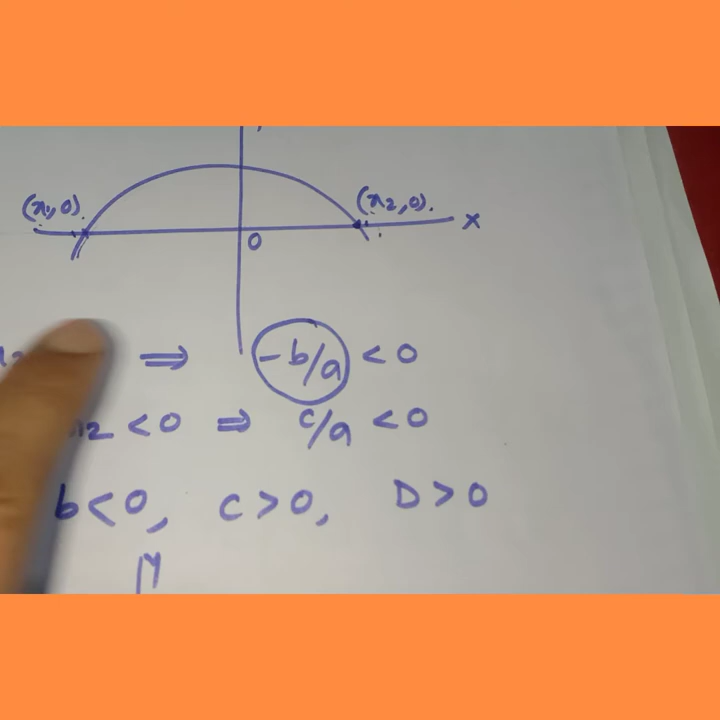 (x₁,0) (x₂,0).
x
0
⇒ -b/a < 0
x₂ < 0 ⇒ c/a < 0
b < 0, c > 0, D > 0